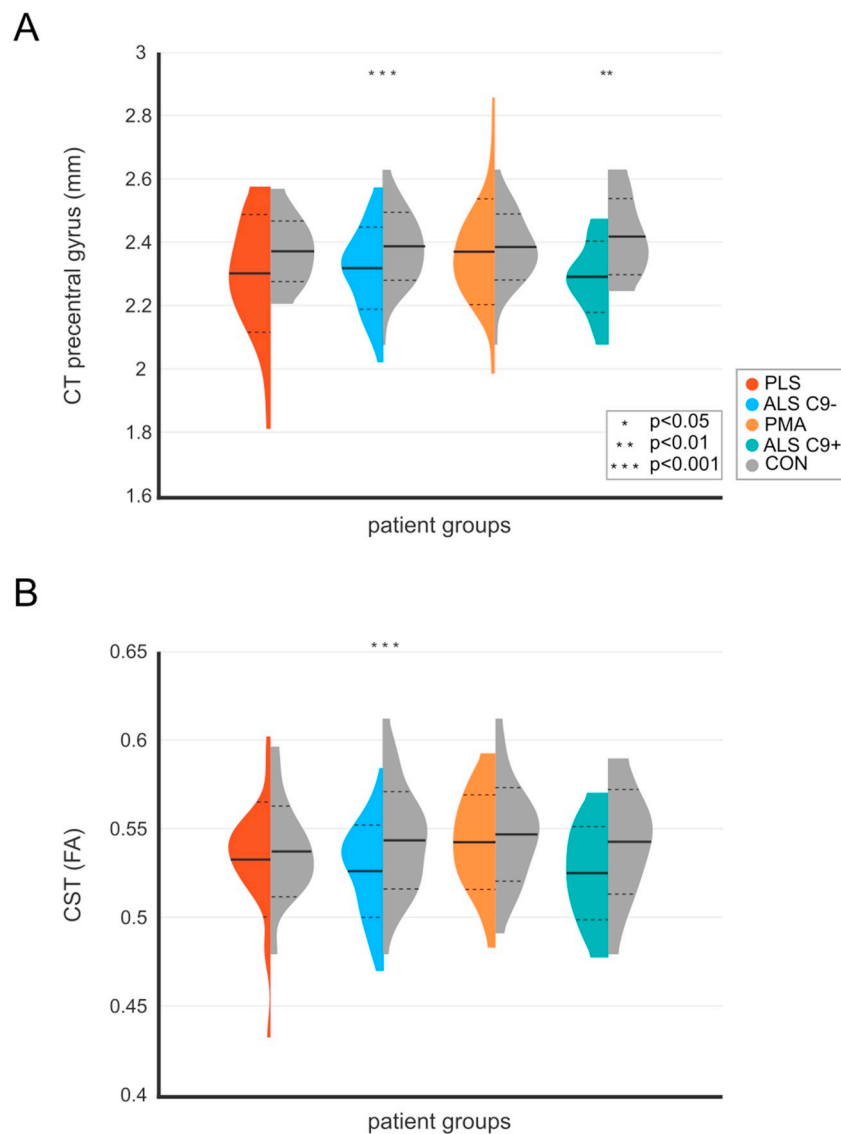 A
3
* * *
**
2.8
2.6
2.4
2.2
2
1.8
1.6
CT precentral gyrus (mm)
patient groups
* p<0.05
** p<0.01
* * * p<0.001
PLS
ALS C9-
PMA
ALS C9+
CON
B
* * *
0.65
0.6
0.55
0.5
0.45
0.4
CST (FA)
patient groups